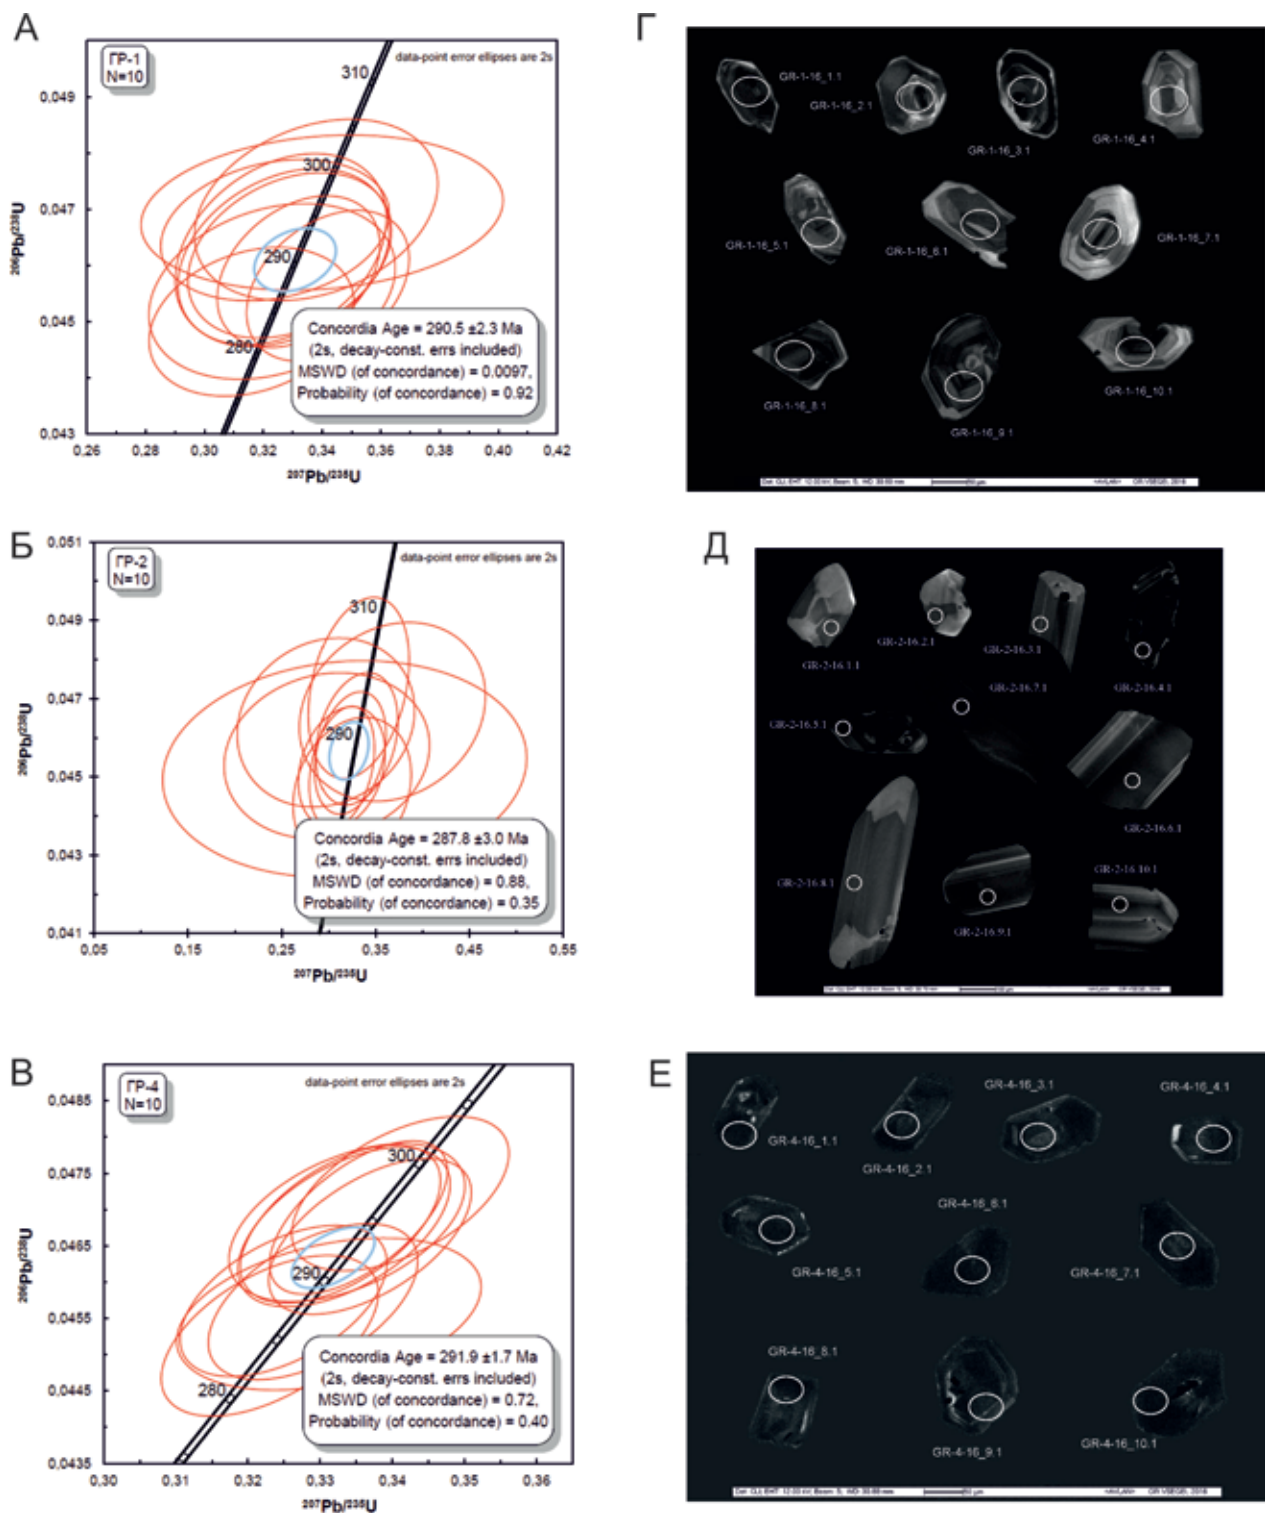 А
ГР-1
N=10
data-point error ellipses are 2s
310
300
290
280
0,049
0,047
0,045
0,043
0,26
0,28
0,30
0,32
0,34
0,36
0,38
0,40
0,42
²⁰⁶Pb/²³⁸U
²⁰⁷Pb/²³⁵U
Concordia Age = 290.5 ±2.3 Ma
(2s, decay-const. errs included)
MSWD (of concordance) = 0.0097,
Probability (of concordance) = 0.92
Г
GR-1-16_1.1
GR-1-16_2.1
GR-1-16_3.1
GR-1-16_4.1
GR-1-16_5.1
GR-1-16_6.1
GR-1-16_7.1
GR-1-16_8.1
GR-1-16_9.1
GR-1-16_10.1
Б
ГР-2
N=10
data-point error ellipses are 2s
310
290
0,051
0,049
0,047
0,045
0,043
0,041
0,05
0,15
0,25
0,35
0,45
0,55
²⁰⁶Pb/²³⁸U
²⁰⁷Pb/²³⁵U
Concordia Age = 287.8 ±3.0 Ma
(2s, decay-const. errs included)
MSWD (of concordance) = 0.88,
Probability (of concordance) = 0.35
Д
GR-2-16.1.1
GR-2-16.2.1
GR-2-16.3.1
GR-2-16.4.1
GR-2-16.5.1
GR-2-16.7.1
GR-2-16.6.1
GR-2-16.8.1
GR-2-16.9.1
GR-2-16.10.1
В
ГР-4
N=10
data-point error ellipses are 2s
300
290
280
0,0485
0,0475
0,0465
0,0455
0,0445
0,0435
0,30
0,31
0,32
0,33
0,34
0,35
0,36
²⁰⁶Pb/²³⁸U
²⁰⁷Pb/²³⁵U
Concordia Age = 291.9 ±1.7 Ma
(2s, decay-const. errs included)
MSWD (of concordance) = 0.72,
Probability (of concordance) = 0.40
Е
GR-4-16_1.1
GR-4-16_2.1
GR-4-16_3.1
GR-4-16_4.1
GR-4-16_5.1
GR-4-16_6.1
GR-4-16_7.1
GR-4-16_8.1
GR-4-16_9.1
GR-4-16_10.1